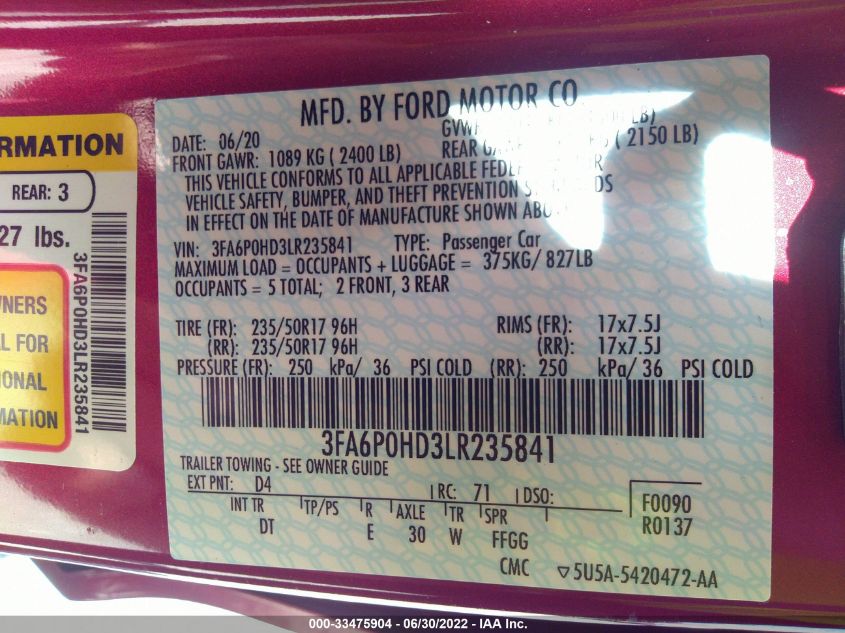 RMATION
REAR: 3
27 lbs.
3FA6P0HD3LR235841
WNERS
L FOR
IONAL
MATION
MFD. BY FORD MOTOR CO.
DATE: 06/20
FRONT GAWR: 1089 KG ( 2400 LB)
REAR ( 2150 LB)
THIS VEHICLE CONFORMS TO ALL APPLICABLE
VEHICLE SAFETY, BUMPER, AND THEFT PREVENTION
IN EFFECT ON THE DATE OF MANUFACTURE SHOWN
VIN: 3FA6P0HD3LR235841 TYPE: Passenger Car
MAXIMUM LOAD = OCCUPANTS + LUGGAGE = 375KG/ 827LB
OCCUPANTS = 5 TOTAL; 2 FRONT, 3 REAR
TIRE (FR): 235/50R17 96H RIMS (FR): 17x7.5J
(RR): 235/50R17 96H (RR): 17x7.5J
PRESSURE (FR): 250 kPa/ 36 PSI COLD (RR): 250 kPa/ 36 PSI COLD
3FA6P0HD3LR235841
TRAILER TOWING - SEE OWNER GUIDE
EXT PNT: D4 RC: 71 DSO:
INT TR TP/PS R AXLE TR SPR
DT E 30 W FFGG
F0090
R0137
CMC ▽5U5A-5420472-AA
000-33475904 - 06/30/2022 - IAA Inc.